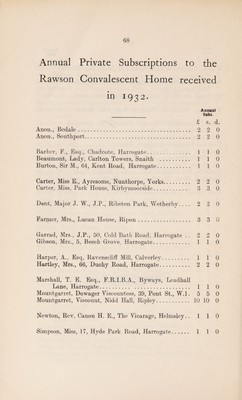 68
Annual Private Subscriptions to the
Rawson Convalescent Home received
in 1932.
Annual
Subs.
£ s. d.
Anon., Bedale 2 2 0
Anon., Southport 2 2 0
Barber, F., Esq., Chadcote, Harrogate 1 1 0
Beaumont, Lady, Carlton Towers, Snaith 1 1 0
Burton, Sir M., 64, Kent Road, Harrogate 1 1 0
Carter, Miss E., Ayresome, Nunthorpe, Yorks. 2 2 0
Carter, Miss, Park House, Kirbymoorside 3 3 0
Dent, Major J. W., J.P., Ribston Park, Wetherby 2 2 0
Farmer, Mrs., Lucan House, Ripon 3 3 0
Garrad, Mrs., J.P., 50, Cold Bath Road, Harrogate .. 2 2 0
Gibson, Mrs., 5, Beech Grove, Harrogate 1 1 0
Harper, A., Esq. Ravenscliff Mill, Calverley 1 1 0
Hartley, Mrs., 66, Duchy Road, Harrogate 2 2 0
Marshall, T. E. Esq., F.R.I.B.A., Byways, Leadhall
Lane, Harrogate 1 1 0
Mountgarret, Dowager Viscountess, 39, Pont St., W.1. 5 5 0
Mountgarret, Viscount, Nidd Hall, Ripley 10 10 0
Newton, Rev. Canon H. E., The Vicarage, Helmsley.. 1 1 0
Simpson, Miss, 17, Hyde Park Road, Harrogate 1 1 0